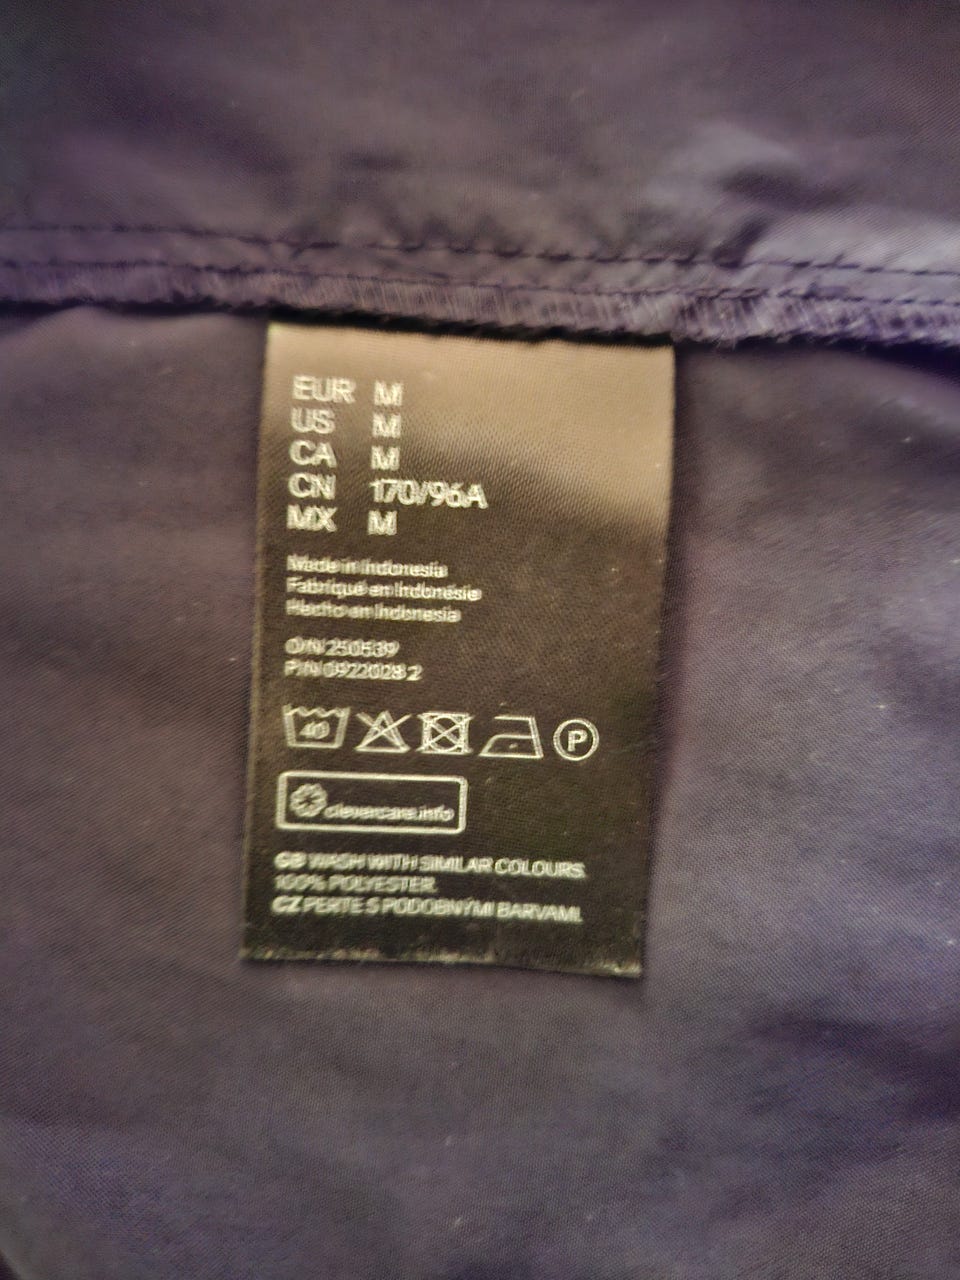 EUR M
US M
CA M
CN 170/96A
MX M
Made in Indonesia
Fabriqué en Indonésie
Hecho en Indonesia
O/N 250539
P/N 0922028 2
40
P
clevercare.info
GB WASH WITH SIMILAR COLOURS.
100% POLYESTER.
CZ PERTE S PODOBNÝMI BARVAMI.